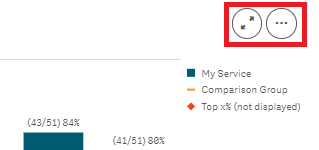 My Service
Comparison Group
Top x% (not displayed)
(43/51) 84%
(41/51) 80%